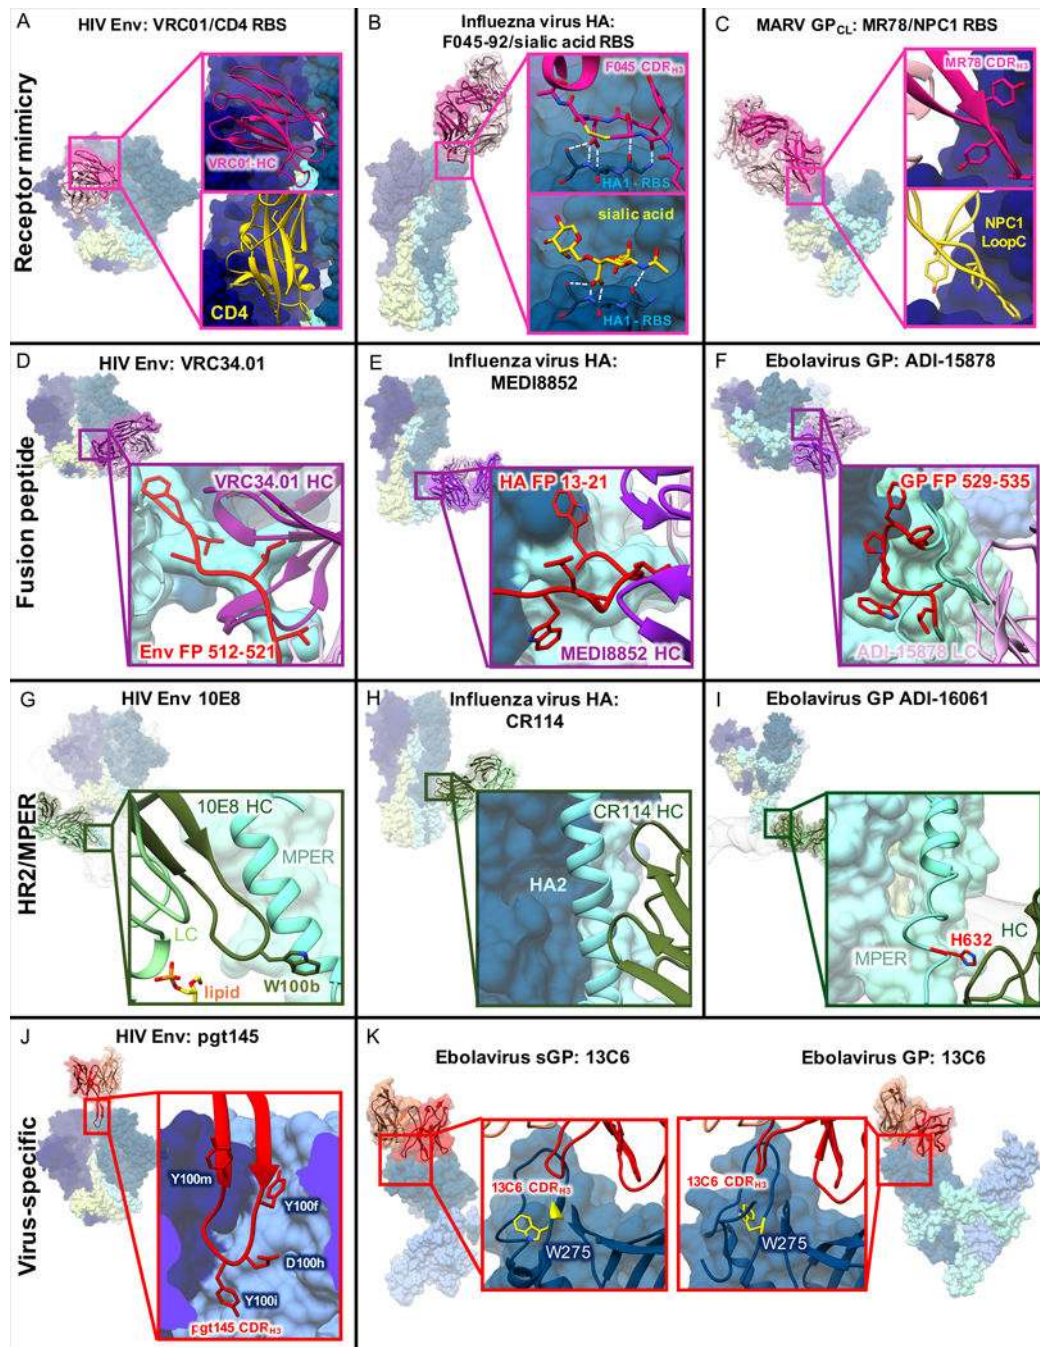 Receptor mimicry
A
HIV Env: VRC01/CD4 RBS
VRC01-HC
CD4
B
Influezna virus HA:
F045-92/sialic acid RBS
F045 CDRH3
HA1 - RBS
sialic acid
HA1 - RBS
C
MARV GPCL: MR78/NPC1 RBS
MR78 CDRH3
NPC1
LoopC
Fusion peptide
D
HIV Env: VRC34.01
VRC34.01 HC
Env FP 512-521
E
Influenza virus HA:
MEDI8852
HA FP 13-21
MEDI8852 HC
F
Ebolavirus GP: ADI-15878
GP FP 529-535
ADI-15878 LC
HR2/MPER
G
HIV Env 10E8
10E8 HC
MPER
LC
lipid
W100b
H
Influenza virus HA:
CR114
CR114 HC
HA2
I
Ebolavirus GP ADI-16061
H632
HC
MPER
Virus-specific
J
HIV Env: pgt145
Y100m
Y100f
D100h
Y100i
pgt145 CDRH3
K
Ebolavirus sGP: 13C6
13C6 CDRH3
W275
Ebolavirus GP: 13C6
13C6 CDRH3
W275